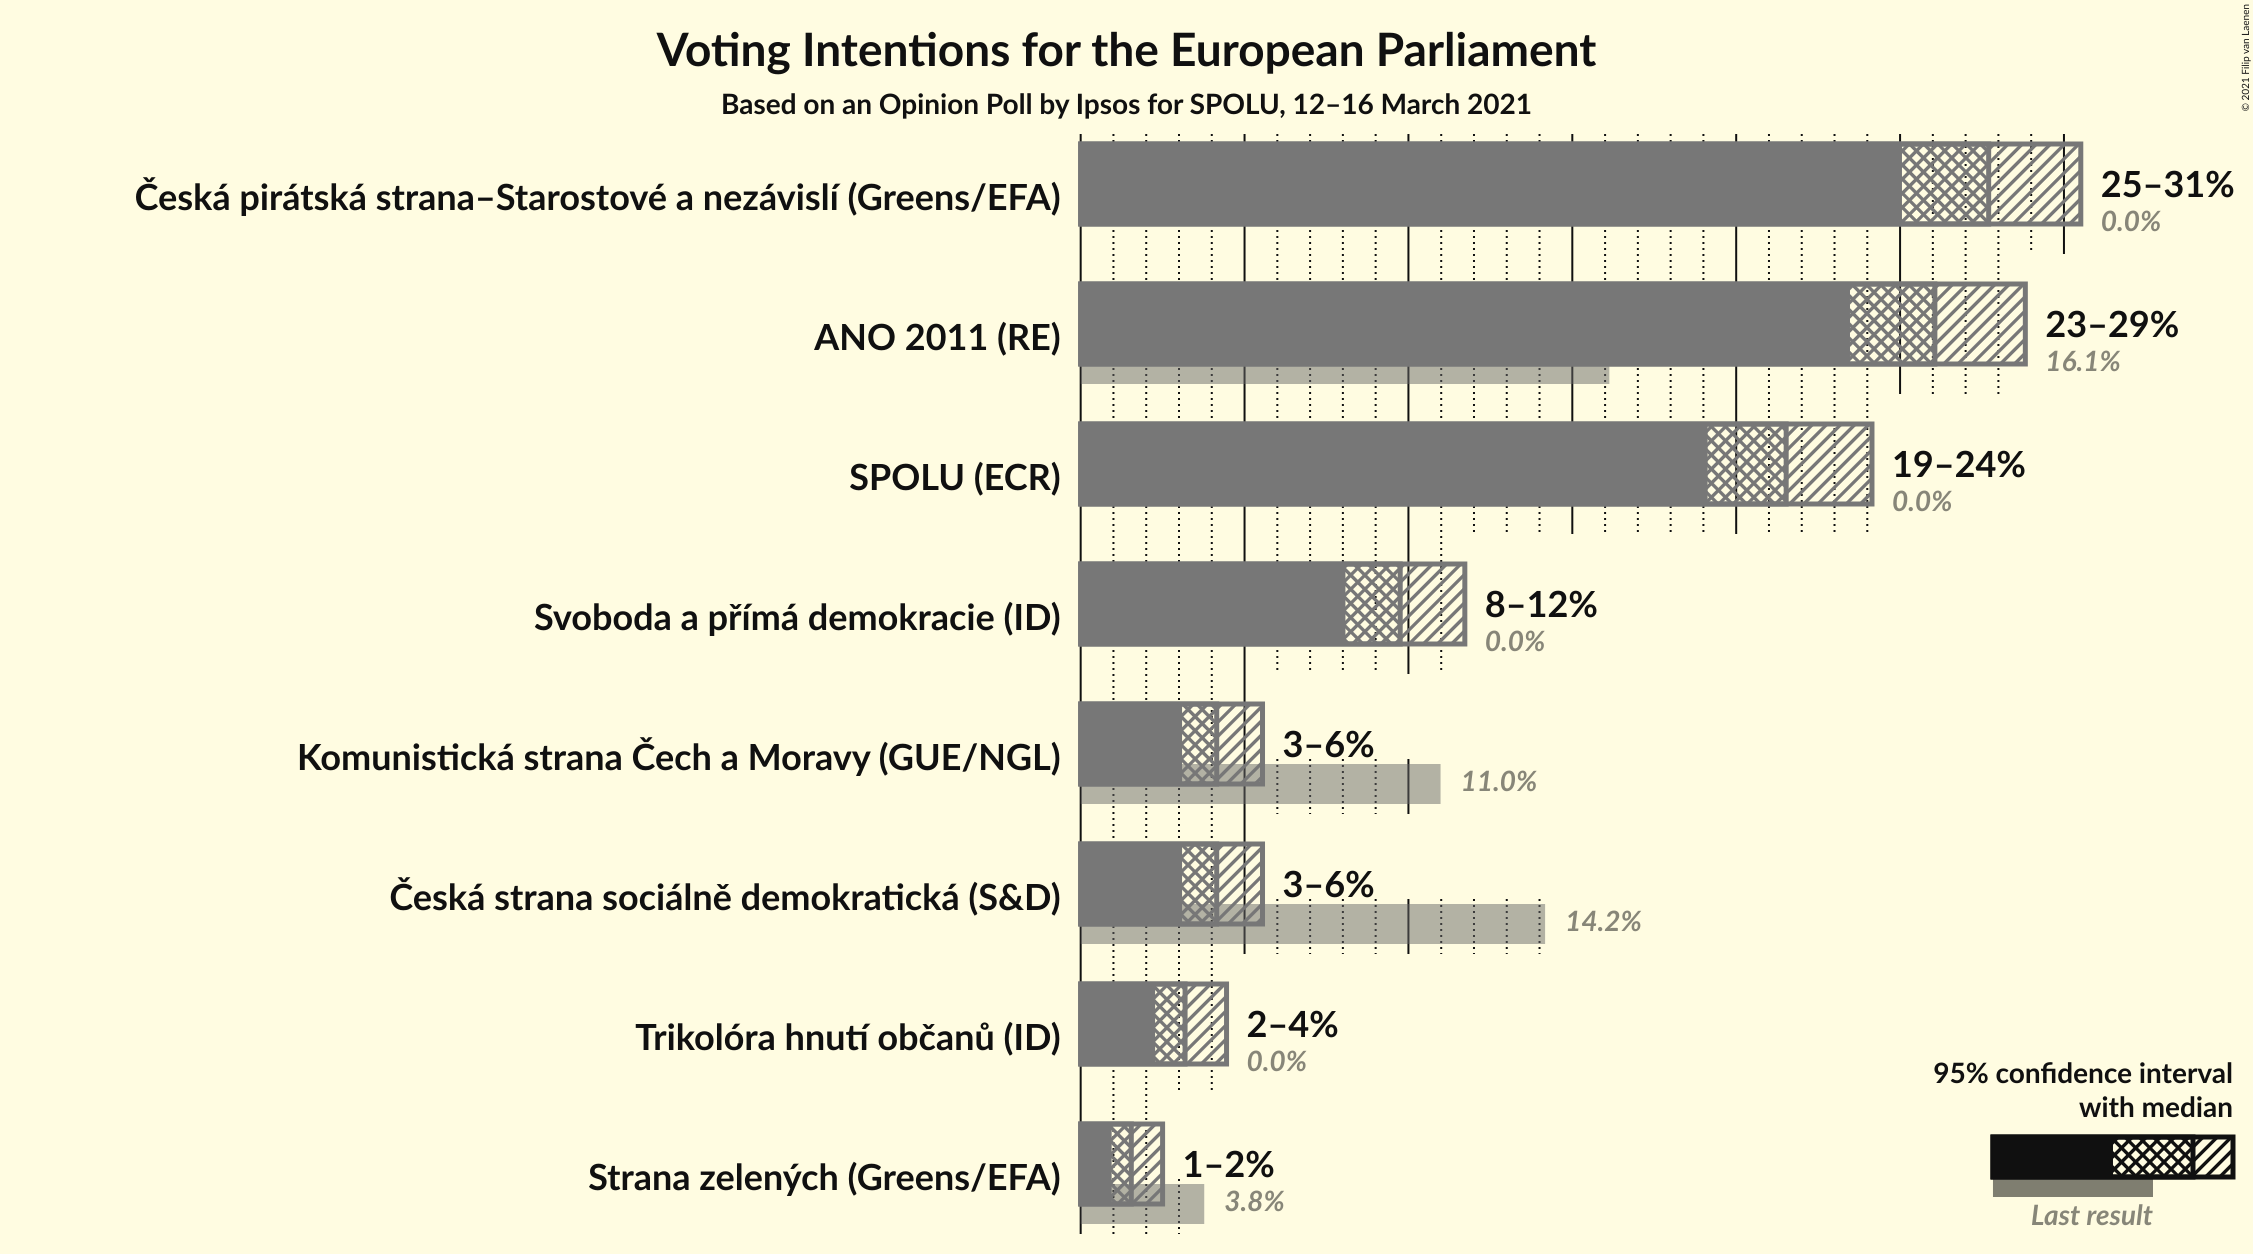 Voting Intentions for the European Parliament
Based on an Opinion Poll by Ipsos for SPOLU, 12–16 March 2021
© 2021 Filip van Laenen
Česká pirátská strana–Starostové a nezávislí (Greens/EFA)
25–31%
0.0%
ANO 2011 (RE)
23–29%
16.1%
SPOLU (ECR)
19–24%
0.0%
Svoboda a přímá demokracie (ID)
8–12%
0.0%
Komunistická strana Čech a Moravy (GUE/NGL)
3–6%
11.0%
Česká strana sociálně demokratická (S&D)
3–6%
14.2%
Trikolóra hnutí občanů (ID)
2–4%
0.0%
Strana zelených (Greens/EFA)
1–2%
3.8%
95% confidence interval
with median
Last result